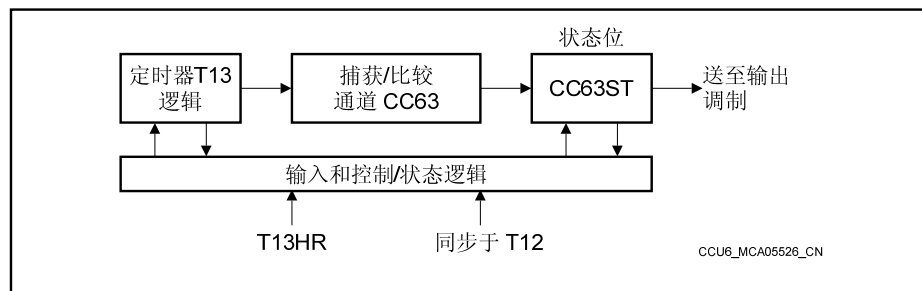 状态位
定时器T13
逻辑
捕获/比较
通道 CC63
CC63ST
送至输出
调制
输入和控制/状态逻辑
T13HR
同步于 T12
CCU6_MCA05526_CN